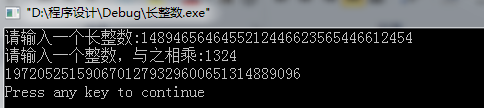 "D:\程序设计\Debug\长整数.exe"
请输入一个长整数:1489465646455212446623565446612454
请输入一个整数，与之相乘:1324
1972052515906701279329600651314889096
Press any key to continue